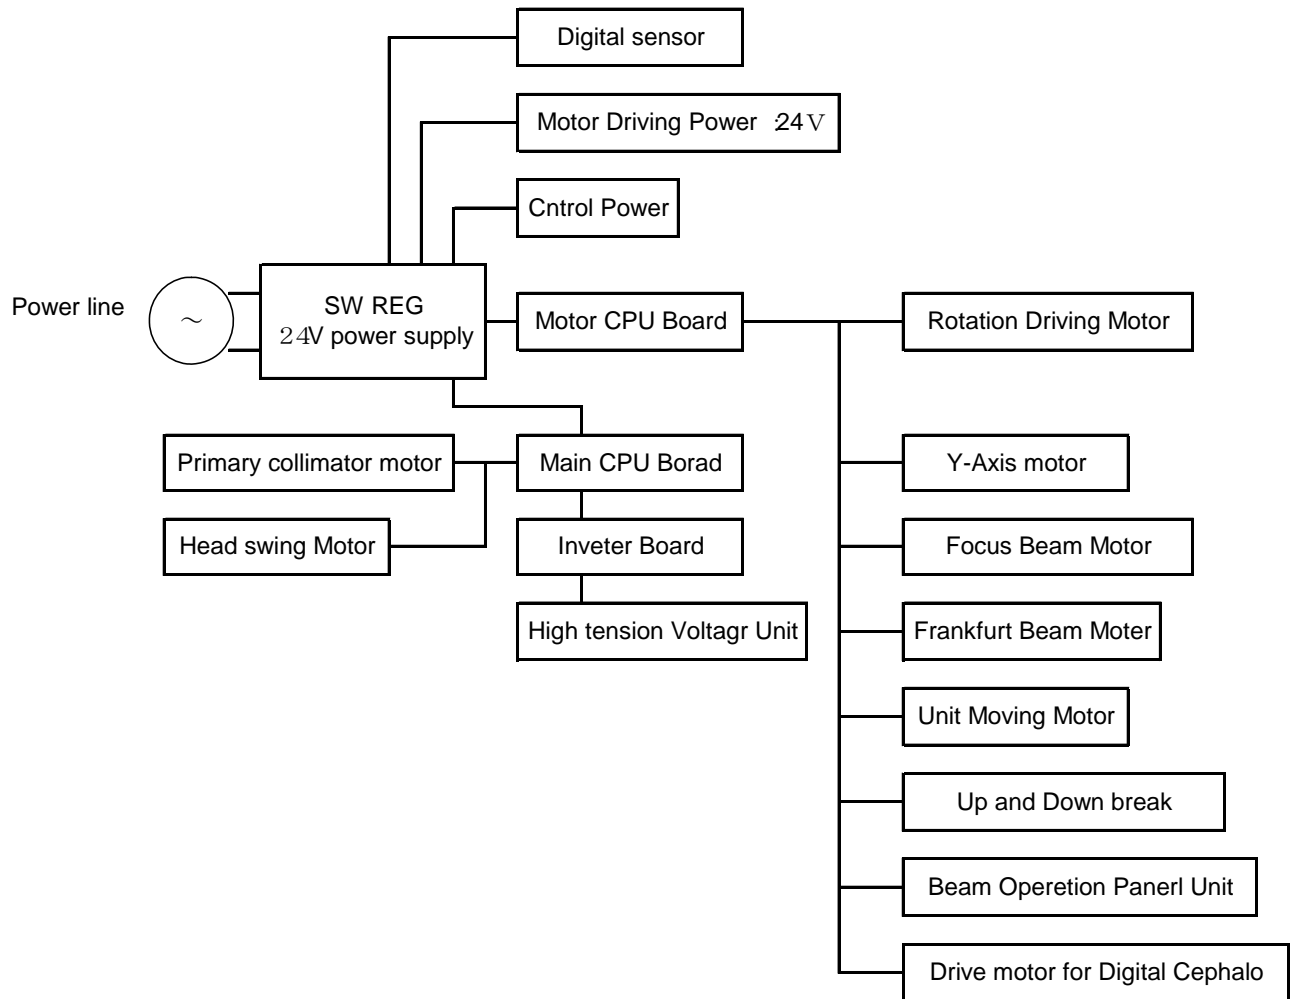 Digital sensor
Motor Driving Power :24V
Cntrol Power
Power line
~
SW REG
24V power supply
Motor CPU Board
Rotation Driving Motor
Primary collimator motor
Main CPU Borad
Y-Axis motor
Head swing Motor
Inveter Board
Focus Beam Motor
High tension Voltagr Unit
Frankfurt Beam Moter
Unit Moving Motor
Up and Down break
Beam Operetion Panerl Unit
Drive motor for Digital Cephalo